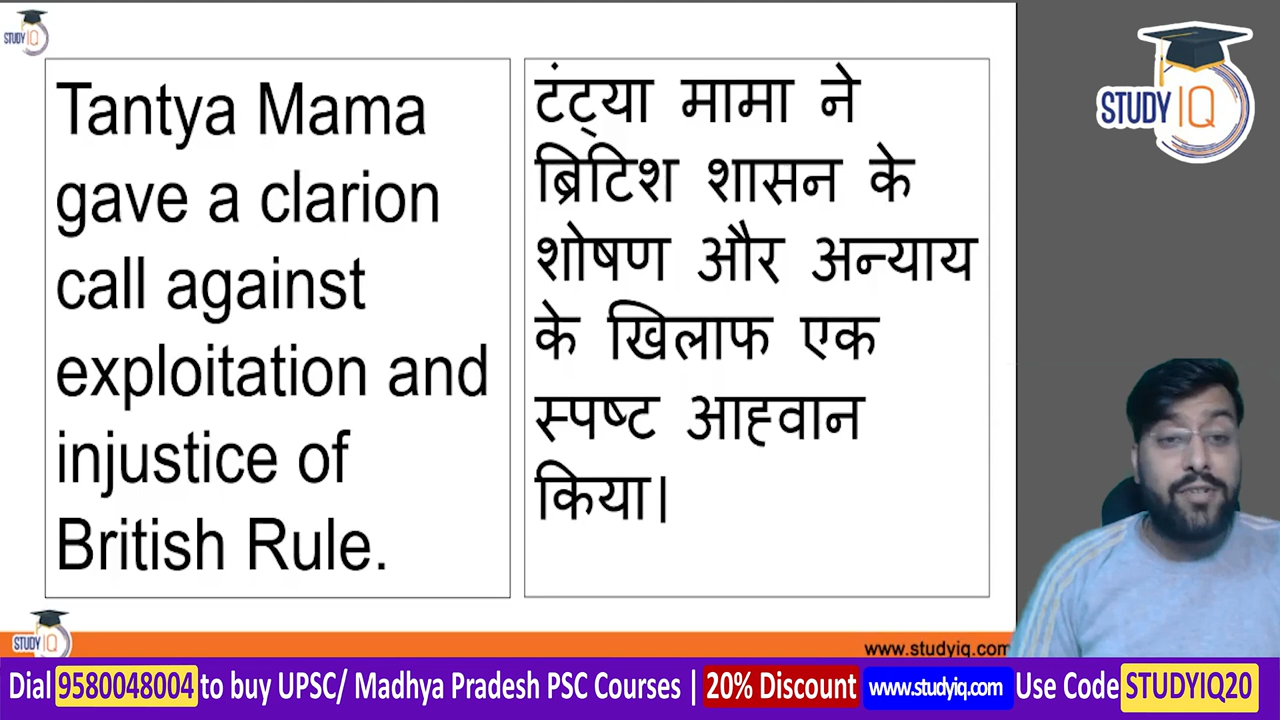 STUDY IQ
Tantya Mama
gave a clarion
call against
exploitation and
injustice of
British Rule.
टंट्या मामा ने
ब्रिटिश शासन के
शोषण और अन्याय
के खिलाफ एक
स्पष्ट आह्वान
किया।
STUDY IQ
STUDY IQ
www.studyiq.com
Dial 9580048004 to buy UPSC/ Madhya Pradesh PSC Courses | 20% Discount www.studyiq.com Use Code STUDYIQ20